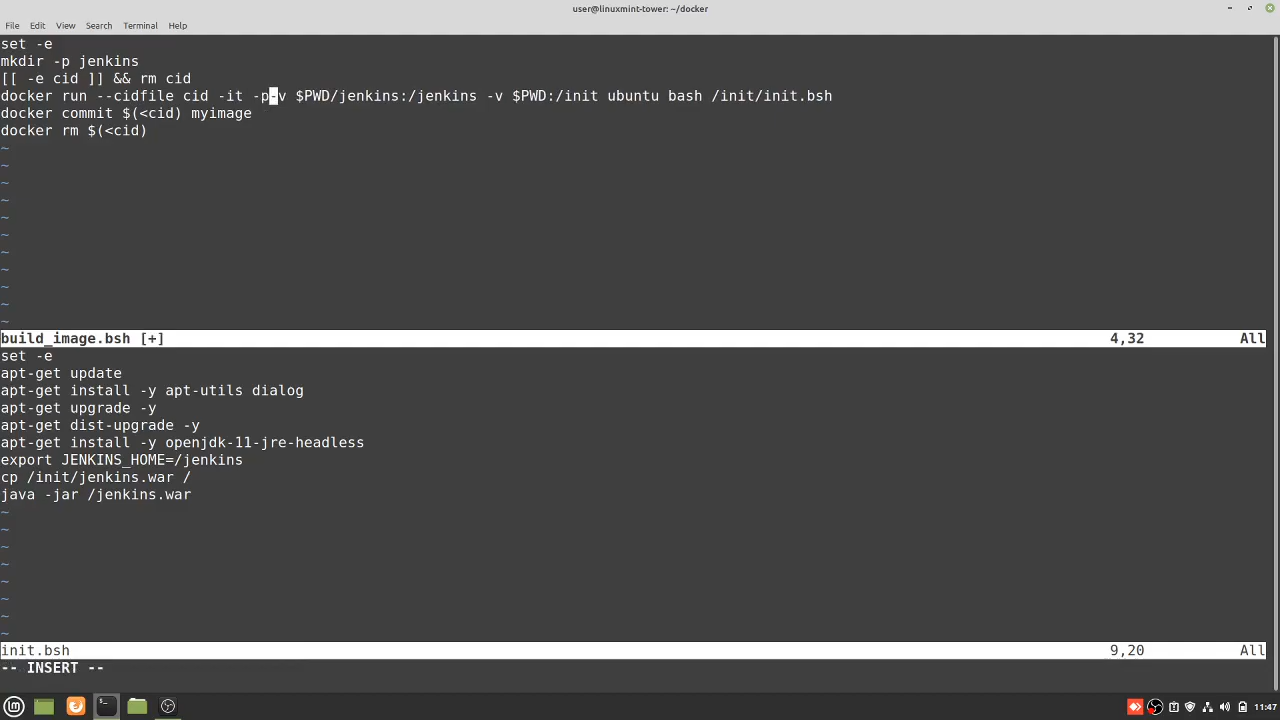 user@linuxmint-tower: ~/docker
File Edit View Search Terminal Help
set -e
mkdir -p jenkins
[[ -e cid ]] && rm cid
docker run --cidfile cid -it -p-v $PWD/jenkins:/jenkins -v $PWD:/init ubuntu bash /init/init.bsh
docker commit $(<cid) myimage
docker rm $(<cid)
~
~
~
~
~
~
~
~
~
~
~
build_image.bsh [+] 4,32 All
set -e
apt-get update
apt-get install -y apt-utils dialog
apt-get upgrade -y
apt-get dist-upgrade -y
apt-get install -y openjdk-11-jre-headless
export JENKINS_HOME=/jenkins
cp /init/jenkins.war /
java -jar /jenkins.war
~
~
~
~
~
~
~
~
init.bsh 9,20 All
-- INSERT --
11:47